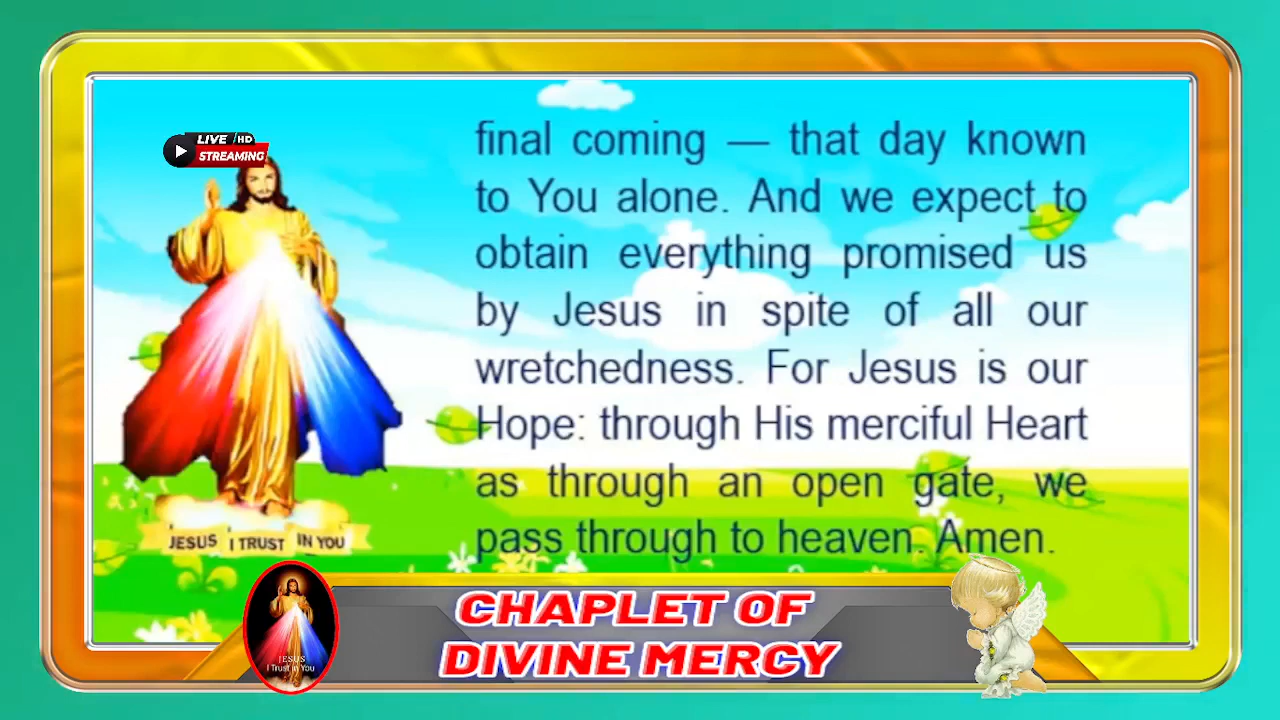 LIVE /HD
STREAMING
final coming — that day known
to You alone. And we expect to
obtain everything promised us
by Jesus in spite of all our
wretchedness. For Jesus is our
Hope: through His merciful Heart
as through an open gate, we
pass through to heaven. Amen.
JESUS I TRUST IN YOU
JESUS
I Trust in You
CHAPLET OF
DIVINE MERCY